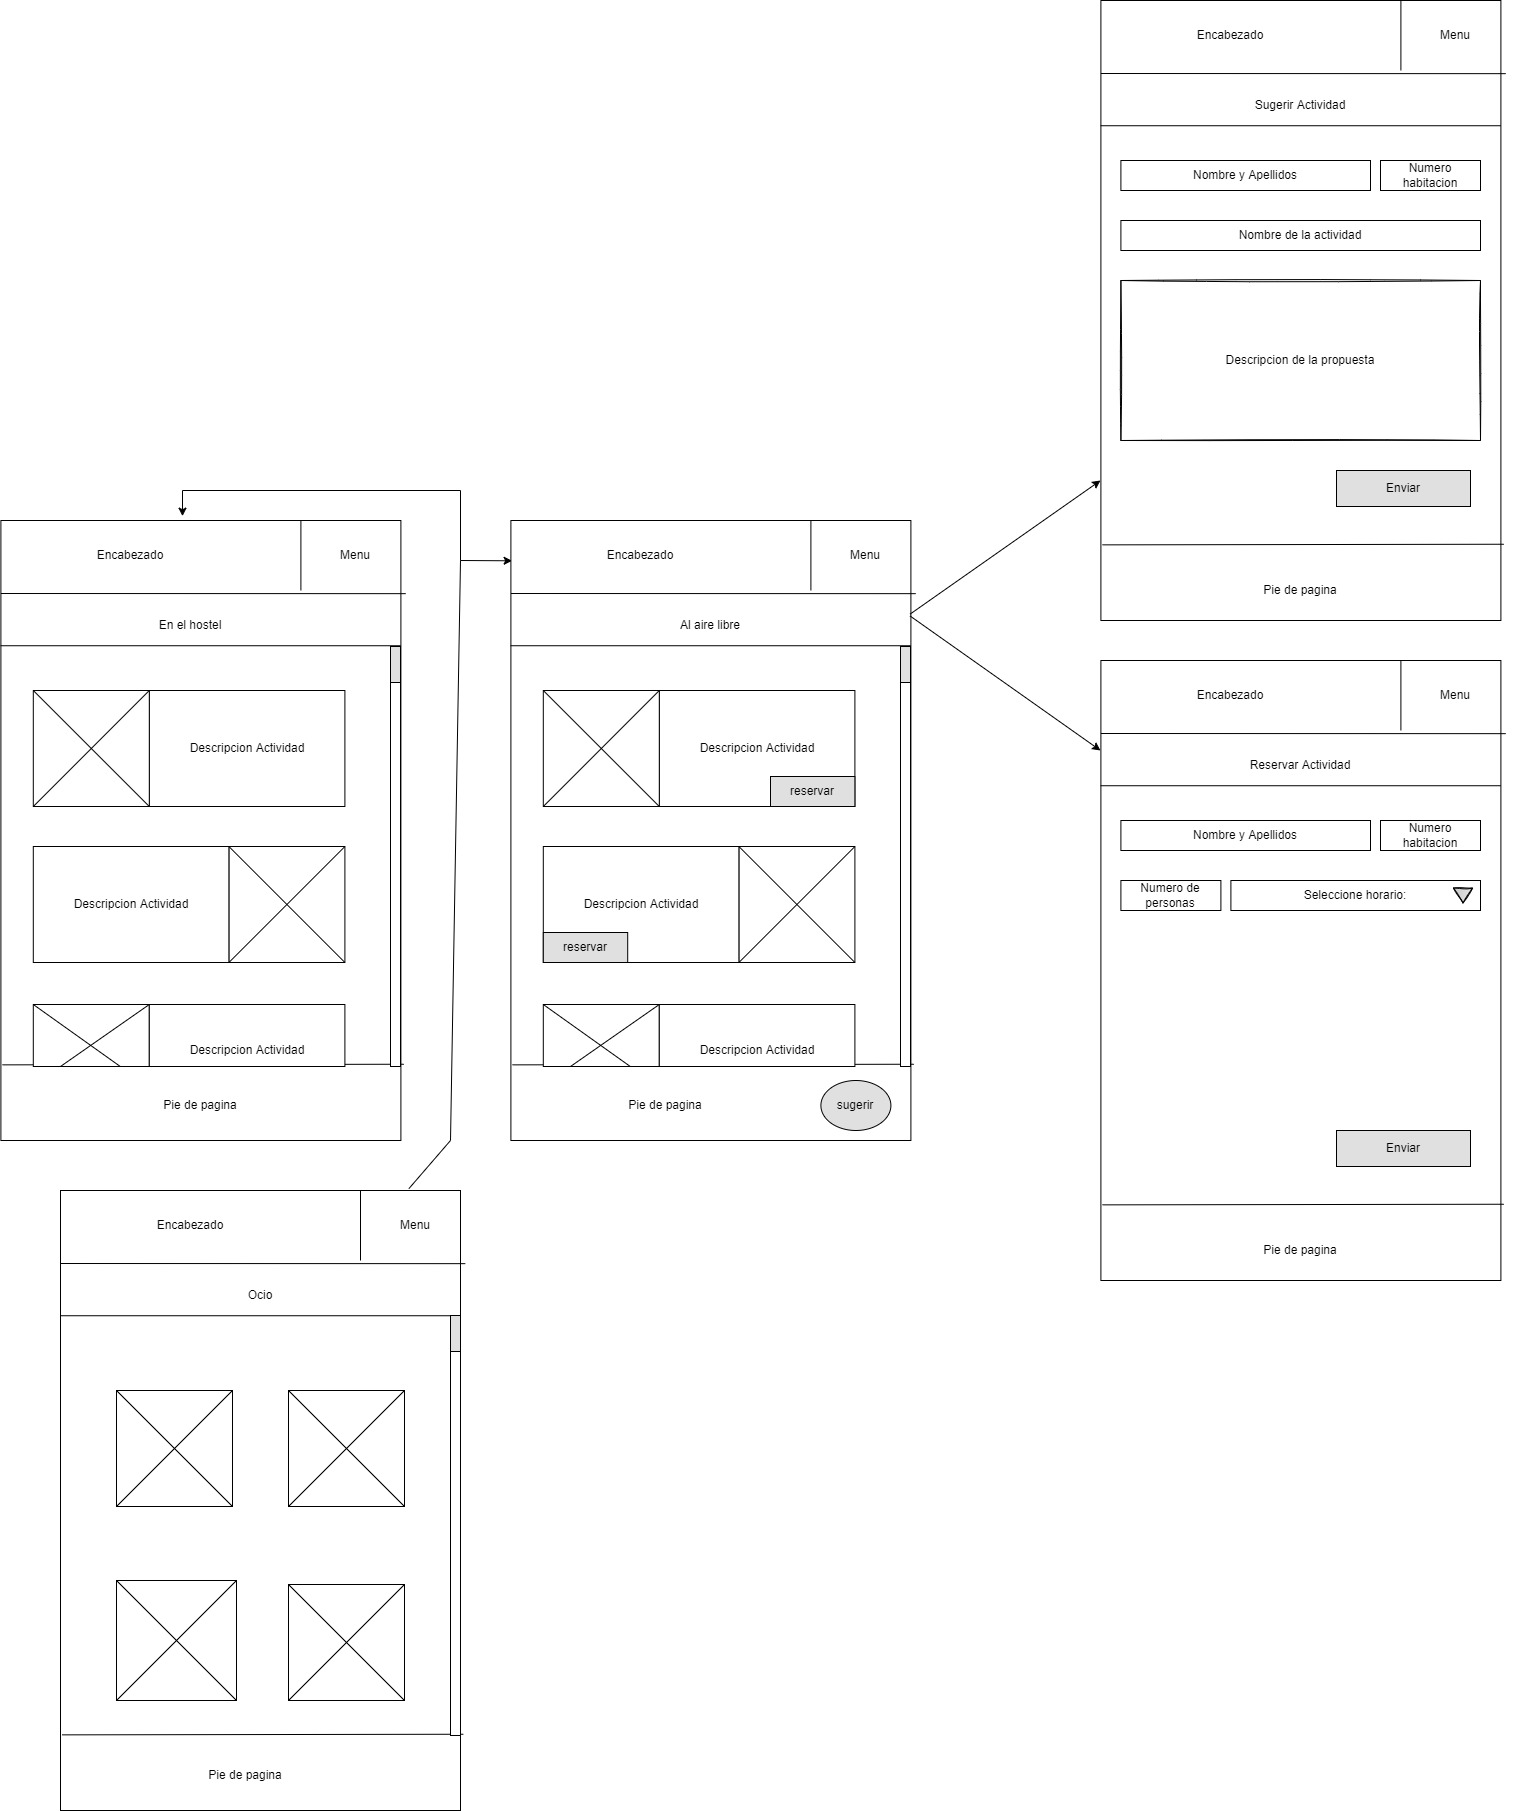 Encabezado
Menu
Sugerir Actividad
Nombre y Apellidos
Numero
habitacion
Nombre de la actividad
Descripcion de la propuesta
Enviar
Pie de pagina
Encabezado
Menu
En el hostel
Descripcion Actividad
Descripcion Actividad
Descripcion Actividad
Pie de pagina
Encabezado
Menu
Al aire libre
Descripcion Actividad
reservar
Descripcion Actividad
reservar
Descripcion Actividad
Pie de pagina
sugerir
Encabezado
Menu
Reservar Actividad
Nombre y Apellidos
Numero
habitacion
Numero de
personas
Seleccione horario:
Enviar
Pie de pagina
Encabezado
Menu
Ocio
Pie de pagina